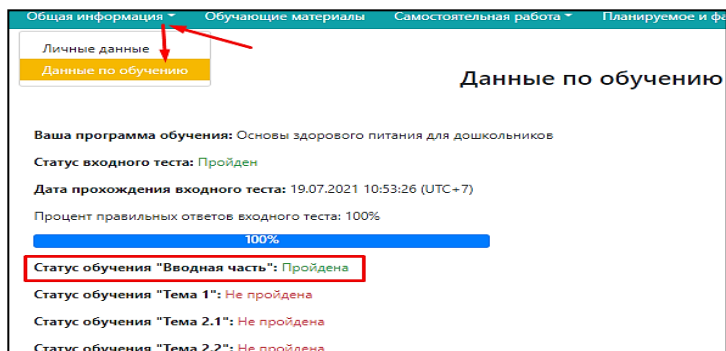 Общая информация Обучающие материалы Самостоятельная работа Планируемое и фа
Личные данные
Данные по обучению
Данные по обучению
Ваша программа обучения: Основы здорового питания для дошкольников
Статус входного теста: Пройден
Дата прохождения входного теста: 19.07.2021 10:53:26 (UTC+7)
Процент правильных ответов входного теста: 100%
100%
Статус обучения "Вводная часть": Пройдена
Статус обучения "Тема 1": Не пройдена
Статус обучения "Тема 2.1": Не пройдена
Статус обучения "Тема 2.2": Не пройдена